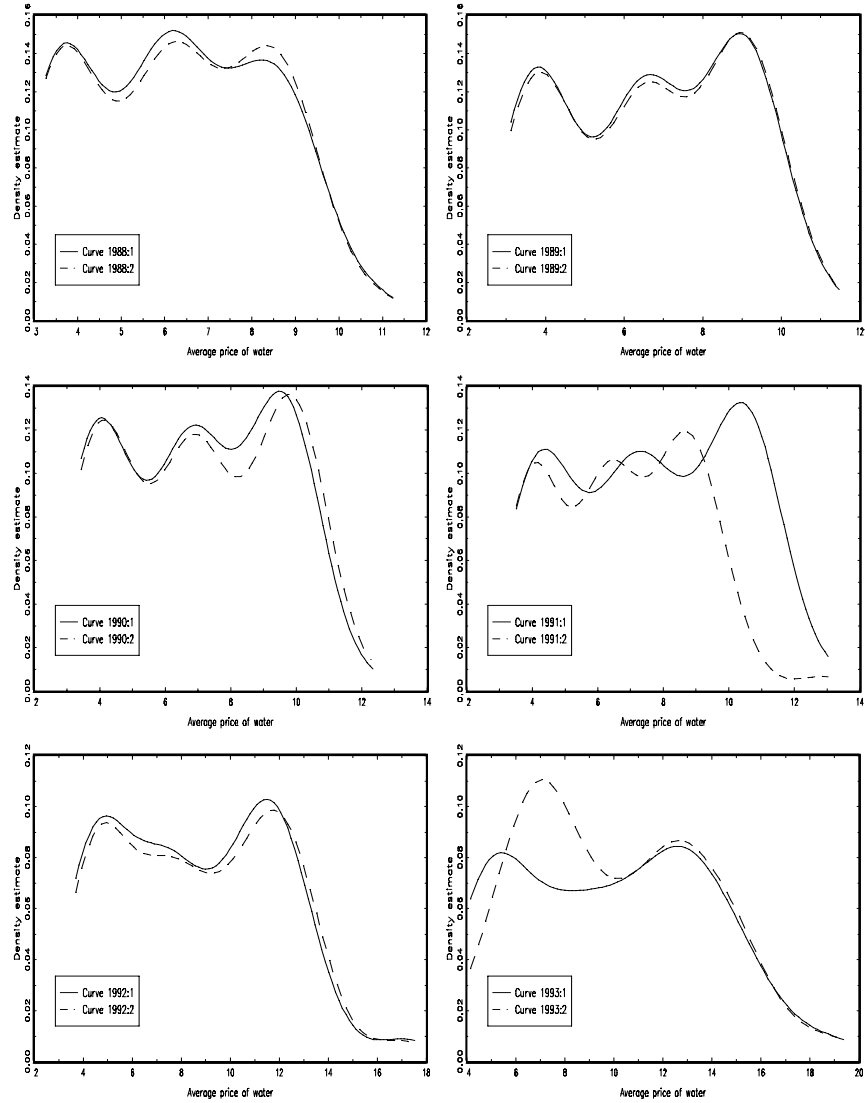 0.00 0.02 0.04 0.06 0.08 0.10 0.12 0.14 0.16
Density estimate
Curve 1988:1
Curve 1988:2
3 4 5 6 7 8 9 10 11 12
Average price of water
0.00 0.02 0.04 0.06 0.08 0.10 0.12 0.14 0.16
Density estimate
Curve 1989:1
Curve 1989:2
2 4 6 8 10 12
Average price of water
0.00 0.02 0.04 0.06 0.08 0.10 0.12 0.14
Density estimate
Curve 1990:1
Curve 1990:2
2 4 6 8 10 12 14
Average price of water
0.00 0.02 0.04 0.06 0.08 0.10 0.12 0.14
Density estimate
Curve 1991:1
Curve 1991:2
2 4 6 8 10 12 14
Average price of water
0.00 0.02 0.04 0.06 0.08 0.10 0.12
Density estimate
Curve 1992:1
Curve 1992:2
2 4 6 8 10 12 14 16 18
Average price of water
0.00 0.02 0.04 0.06 0.08 0.10 0.12
Density estimate
Curve 1993:1
Curve 1993:2
4 6 8 10 12 14 16 18 20
Average price of water